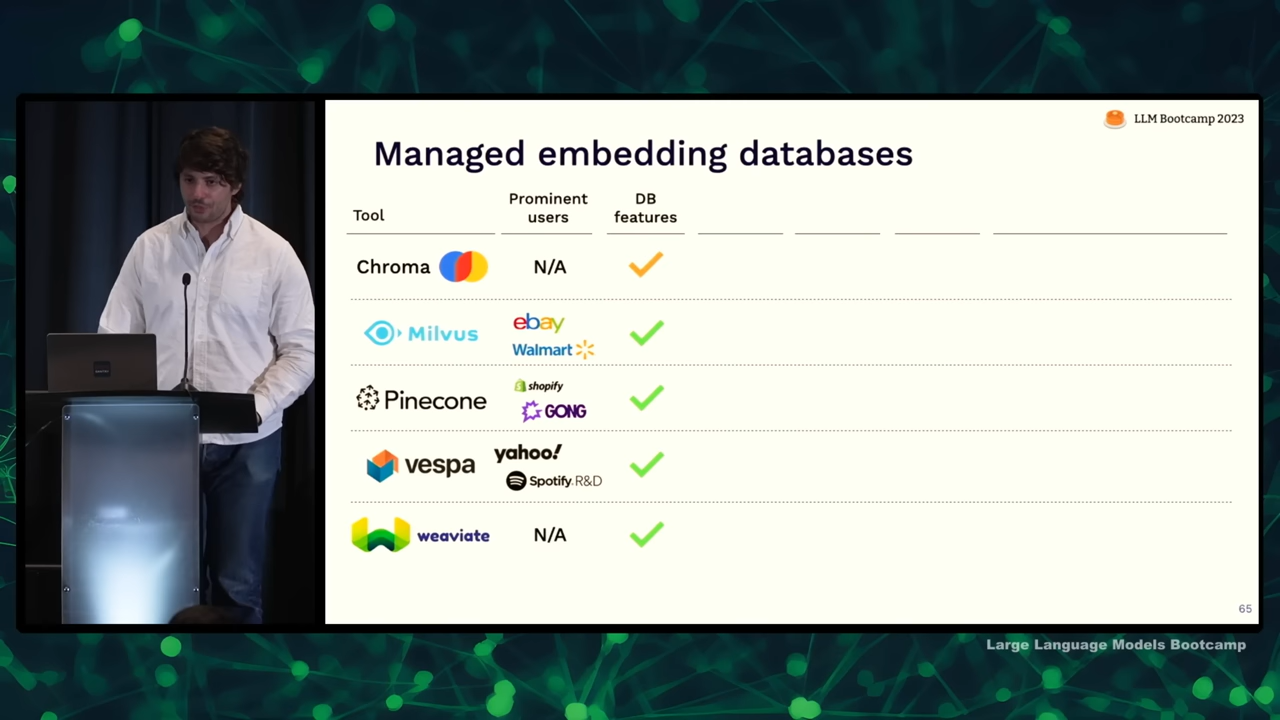 LLM Bootcamp 2023
Managed embedding databases
Tool
Prominent
users
DB
features
Chroma
N/A
Milvus
ebay
Walmart
Pinecone
shopify
GONG
vespa
yahoo!
Spotify R&D
weaviate
N/A
65
Large Language Models Bootcamp